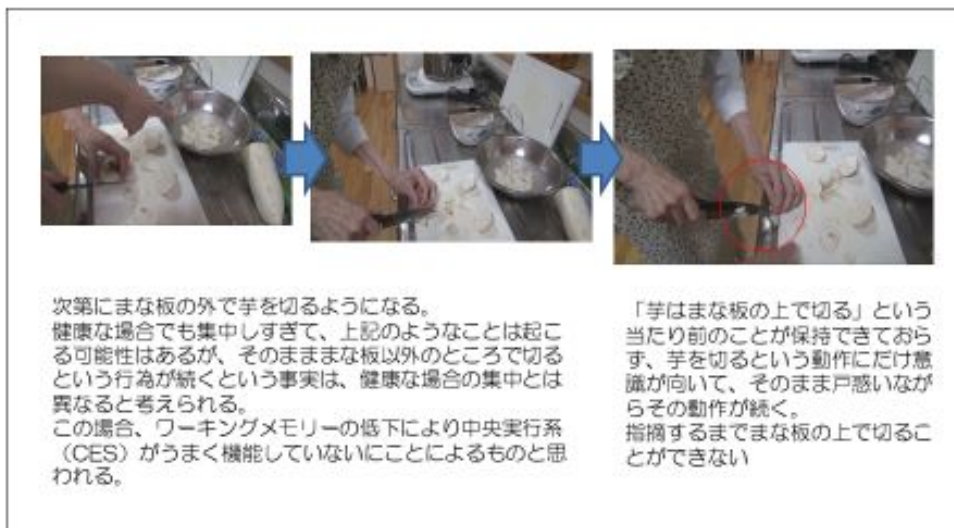 次第にまな板の外で芋を切るようになる。
健康な場合でも集中しすぎて、上記のようなことは起こ
る可能性はあるが、そのまままな板以外のところで切る
という行為が続くという事実は、健康な場合の集中とは
異なると考えられる。
この場合、ワーキングメモリーの低下により中央実行系
（CES）がうまく機能していないにことによるものと思
われる。
「芋はまな板の上で切る」という
当たり前のことが保持できておら
ず、芋を切るという動作にだけ意
識が向いて、そのまま戸惑いなが
らその動作が続く。
指摘するまでまな板の上で切るこ
とができない